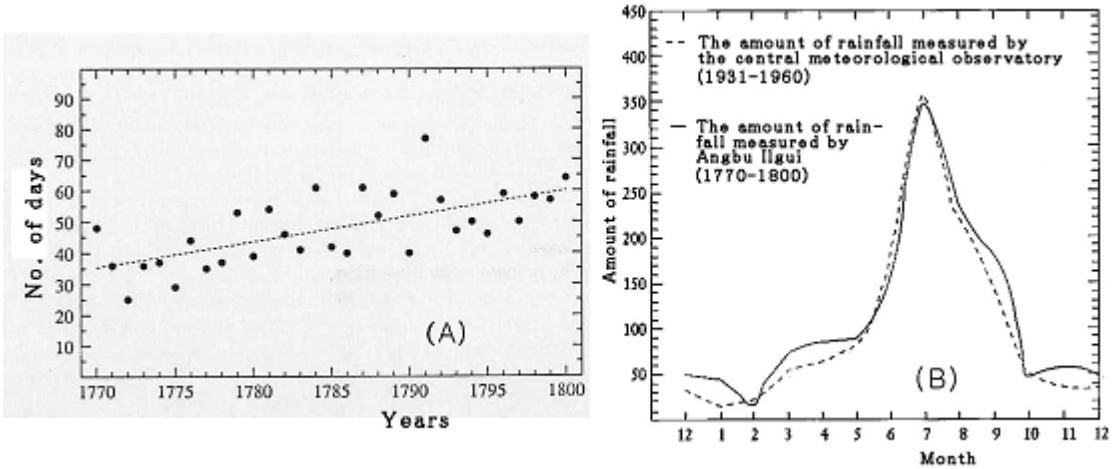 90
80
70
60
50
40
30
20
10
No. of days
(A)
1770 1775 1780 1785 1790 1795 1800
Years
450
400
350
300
250
200
150
100
50
Amount of rainfall
-- The amount of rainfall measured by
the central meteorological observatory
(1931-1960)
— The amount of rain-
fall measured by
Angbu Ilgui
(1770-1800)
(B)
12 1 2 3 4 5 6 7 8 9 10 11 12
Month